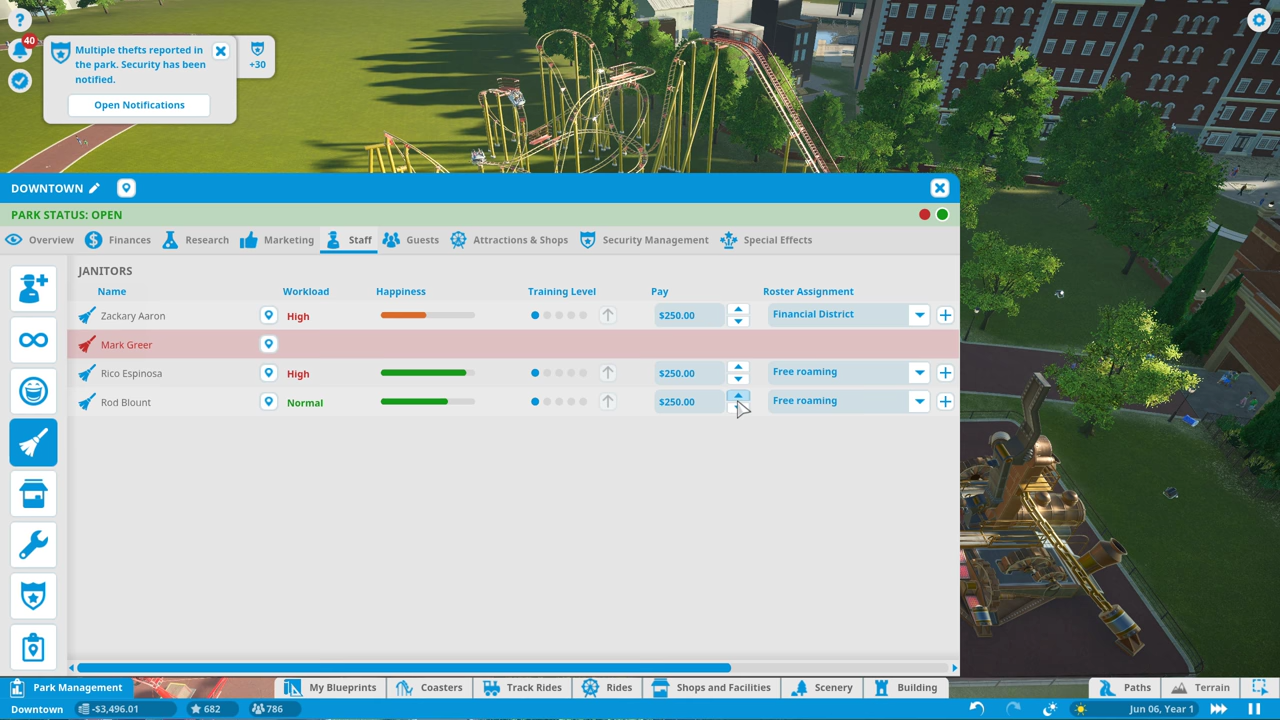 ?
40
Multiple thefts reported in
the park. Security has been
notified.
Open Notifications
+30
DOWNTOWN
PARK STATUS: OPEN
Overview
Finances
Research
Marketing
Staff
Guests
Attractions & Shops
Security Management
Special Effects
JANITORS
Name
Workload
Happiness
Training Level
Pay
Roster Assignment
Zackary Aaron
High
$250.00
Financial District
Mark Greer
Rico Espinosa
High
$250.00
Free roaming
Rod Blount
Normal
$250.00
Free roaming
Park Management
My Blueprints
Coasters
Track Rides
Rides
Shops and Facilities
Scenery
Building
Paths
Terrain
Downtown
-$3,496.01
682
786
Jun 06, Year 1